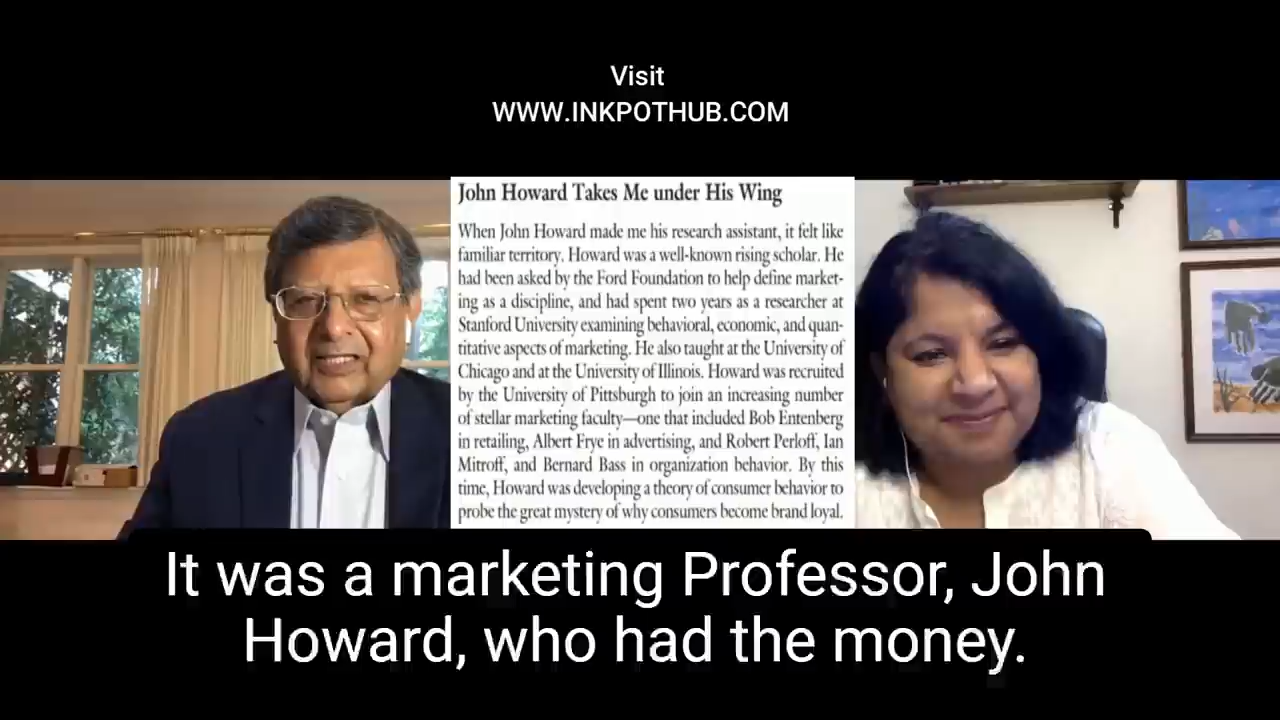 Visit
WWW.INKPOTHUB.COM
John Howard Takes Me under His Wing
When John Howard made me his research assistant, it felt like
familiar territory. Howard was a well-known rising scholar. He
had been asked by the Ford Foundation to help define market-
ing as a discipline, and had spent two years as a researcher at
Stanford University examining behavioral, economic, and quan-
titative aspects of marketing. He also taught at the University of
Chicago and at the University of Illinois. Howard was recruited
by the University of Pittsburgh to join an increasing number
of stellar marketing faculty—one that included Bob Entenberg
in retailing, Albert Frye in advertising, and Robert Perloff, Ian
Mitroff, and Bernard Bass in organization behavior. By this
time, Howard was developing a theory of consumer behavior to
probe the great mystery of why consumers become brand loyal.
It was a marketing Professor, John
Howard, who had the money.